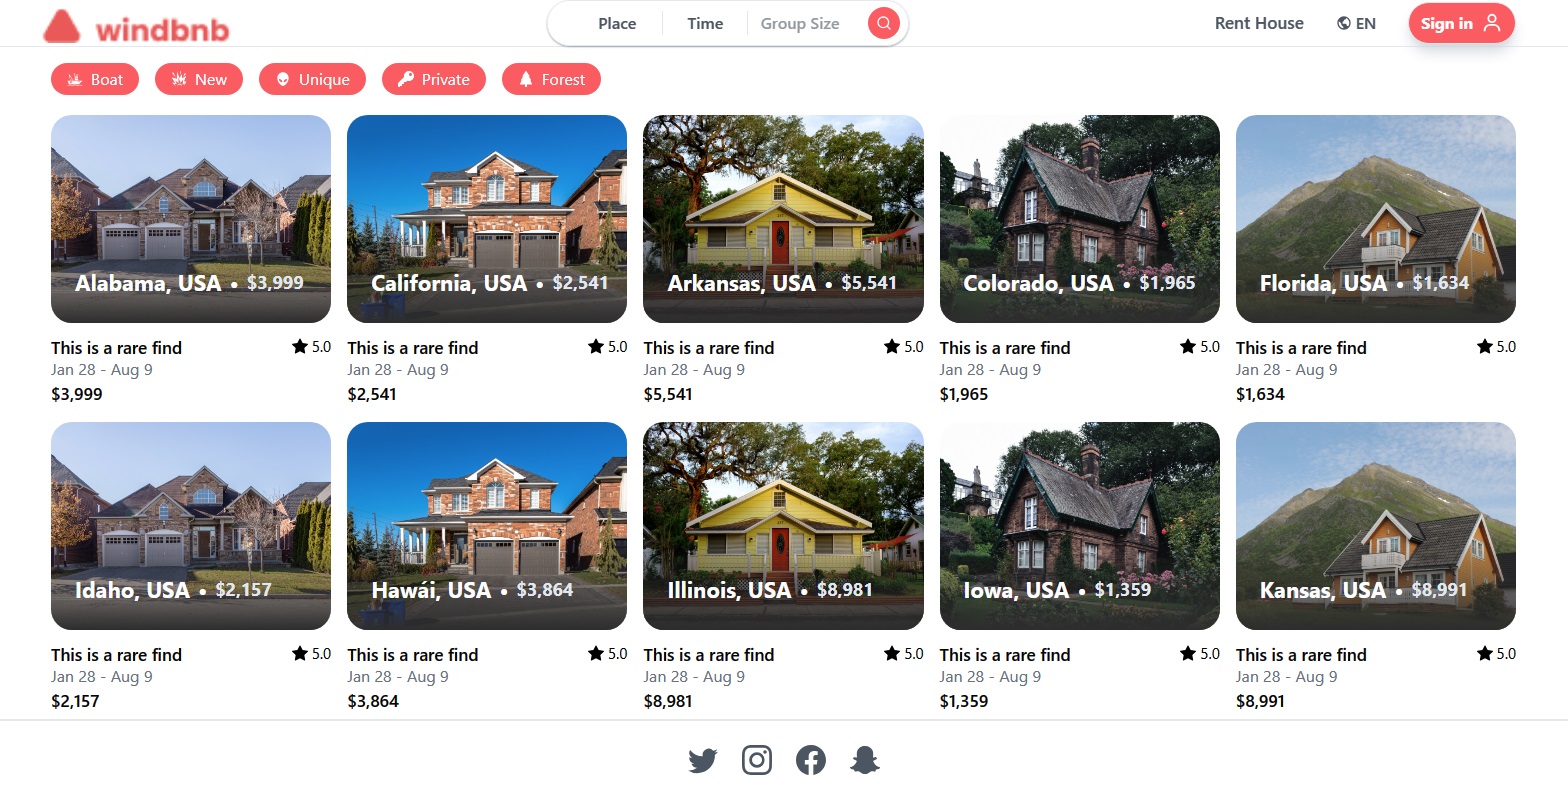 windbnb
Place Time Group Size
Rent House EN Sign in
Boat New Unique Private Forest
Alabama, USA • $3,999
California, USA • $2,541
Arkansas, USA • $5,541
Colorado, USA • $1,965
Florida, USA • $1,634
This is a rare find 5.0
Jan 28 - Aug 9
$3,999
This is a rare find 5.0
Jan 28 - Aug 9
$2,541
This is a rare find 5.0
Jan 28 - Aug 9
$5,541
This is a rare find 5.0
Jan 28 - Aug 9
$1,965
This is a rare find 5.0
Jan 28 - Aug 9
$1,634
Idaho, USA • $2,157
Hawái, USA • $3,864
Illinois, USA • $8,981
Iowa, USA • $1,359
Kansas, USA • $8,991
This is a rare find 5.0
Jan 28 - Aug 9
$2,157
This is a rare find 5.0
Jan 28 - Aug 9
$3,864
This is a rare find 5.0
Jan 28 - Aug 9
$8,981
This is a rare find 5.0
Jan 28 - Aug 9
$1,359
This is a rare find 5.0
Jan 28 - Aug 9
$8,991